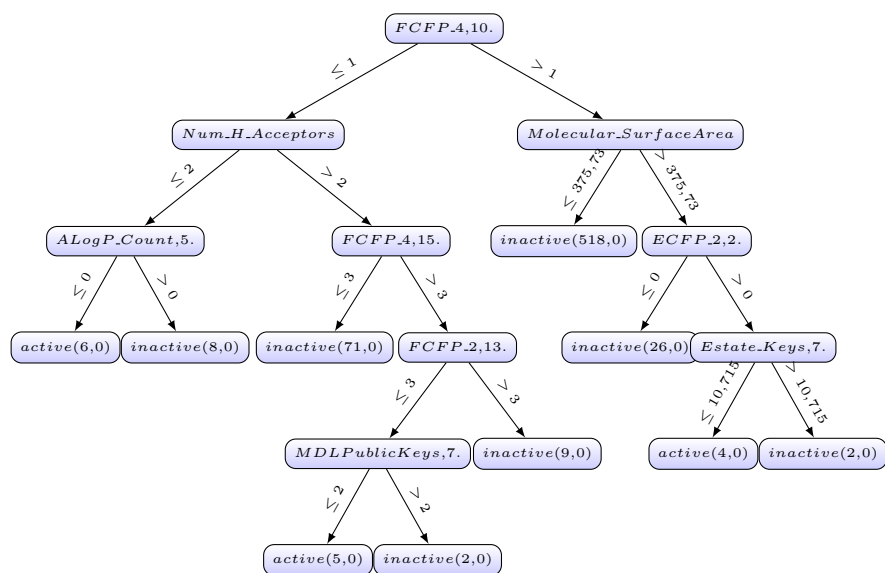 FCFP_4,10.
≤ 1
> 1
Num_H_Acceptors
Molecular_SurfaceArea
≤ 2
> 2
≤ 375,73
> 375,73
ALogP_Count,5.
FCFP_4,15.
inactive(518,0)
ECFP_2,2.
≤ 0
> 0
≤ 3
> 3
≤ 0
> 0
active(6,0)
inactive(8,0)
inactive(71,0)
FCFP_2,13.
inactive(26,0)
Estate_Keys,7.
≤ 3
> 3
≤ 10,715
> 10,715
MDLPublicKeys,7.
inactive(9,0)
active(4,0)
inactive(2,0)
≤ 2
> 2
active(5,0)
inactive(2,0)